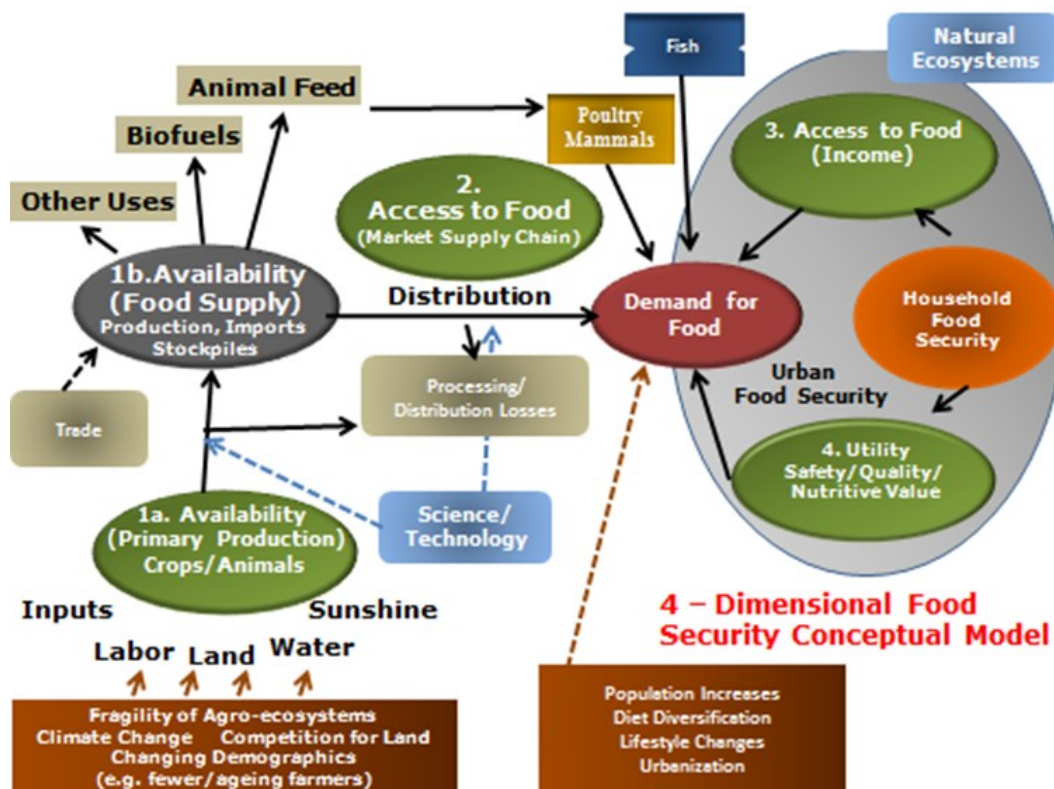 Fish
Natural
Ecosystems
Animal Feed
Poultry
Mammals
3. Access to Food
(Income)
Biofuels
2.
Access to Food
(Market Supply Chain)
Other Uses
1b.Availability
(Food Supply)
Production, Imports
Stockpiles
Distribution
Demand for
Food
Household
Food
Security
Urban
Food Security
Processing/
Distribution Losses
Trade
4. Utility
Safety/Quality/
Nutritive Value
1a. Availability
(Primary Production)
Crops/Animals
Science/
Technology
Inputs
Sunshine
Labor
Land
Water
4 – Dimensional Food
Security Conceptual Model
Fragility of Agro-ecosystems
Climate Change Competition for Land
Changing Demographics
(e.g. fewer/ageing farmers)
Population Increases
Diet Diversification
Lifestyle Changes
Urbanization